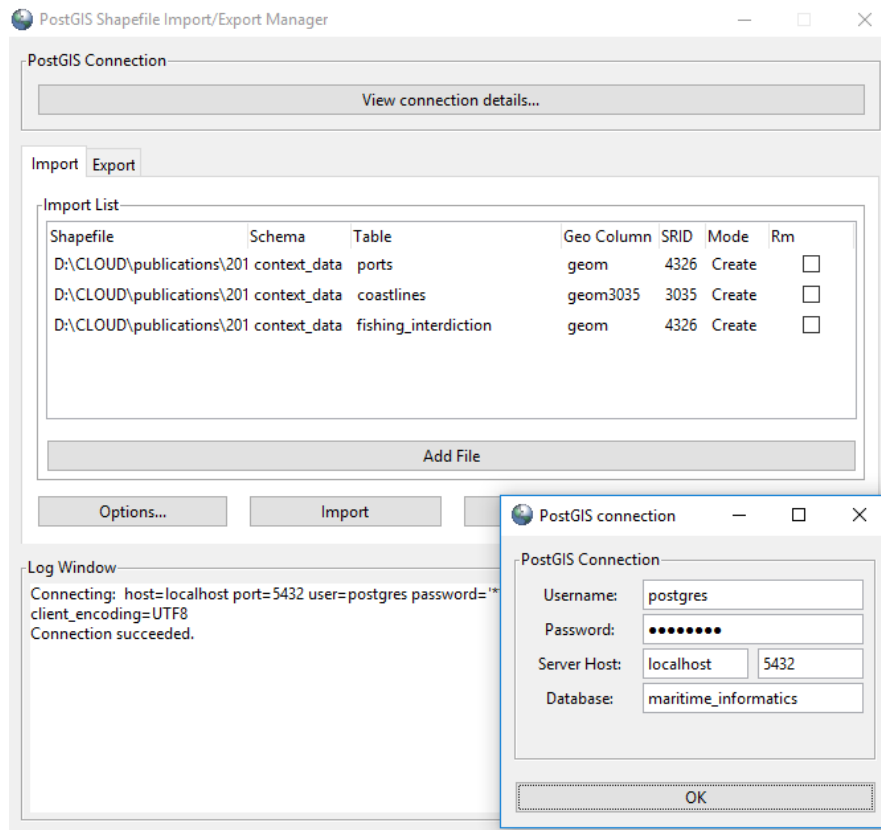 PostGIS Shapefile Import/Export Manager
PostGIS Connection
View connection details...
Import Export
Import List
Shapefile Schema Table Geo Column SRID Mode Rm
D:\CLOUD\publications\201 context_data ports geom 4326 Create
D:\CLOUD\publications\201 context_data coastlines geom3035 3035 Create
D:\CLOUD\publications\201 context_data fishing_interdiction geom 4326 Create
Add File
Options... Import
Log Window
Connecting: host=localhost port=5432 user=postgres password='*
client_encoding=UTF8
Connection succeeded.
PostGIS connection
PostGIS Connection
Username: postgres
Password: ●●●●●●●●
Server Host: localhost 5432
Database: maritime_informatics
OK